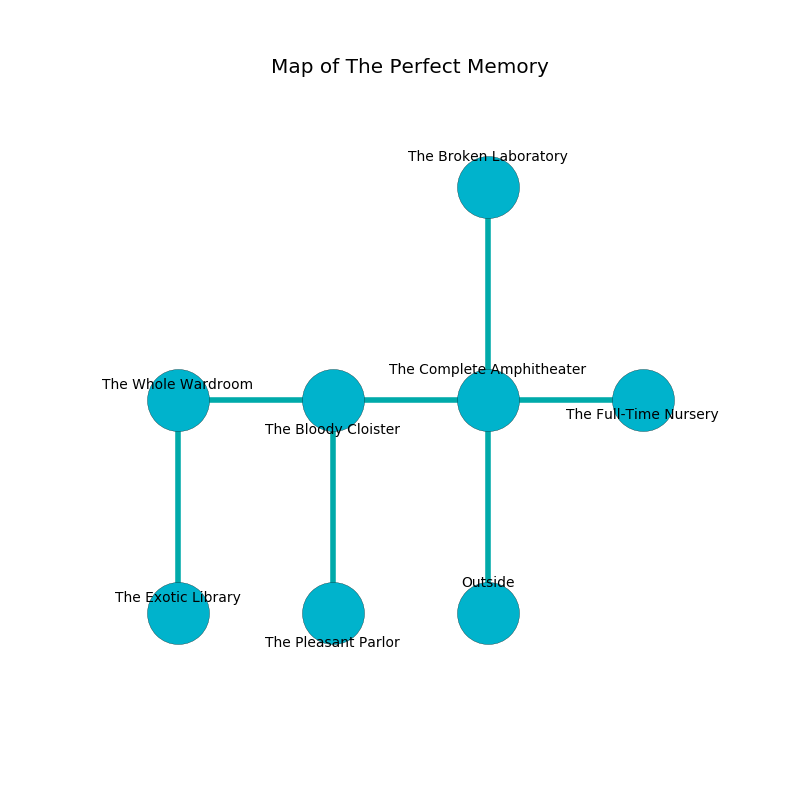 Map of The Perfect Memory
The Broken Laboratory
The Complete Amphitheater
The Whole Wardroom
The Full-Time Nursery
The Bloody Cloister
Outside
The Exotic Library
The Pleasant Parlor